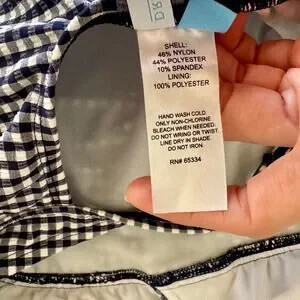 DR
SHELL:
46% NYLON
44% POLYESTER
10% SPANDEX
LINING:
100% POLYESTER
HAND WASH COLD.
ONLY NON-CHLORINE
BLEACH WHEN NEEDED.
DO NOT WRING OR TWIST.
LINE DRY IN SHADE.
DO NOT IRON.
RN# 65334